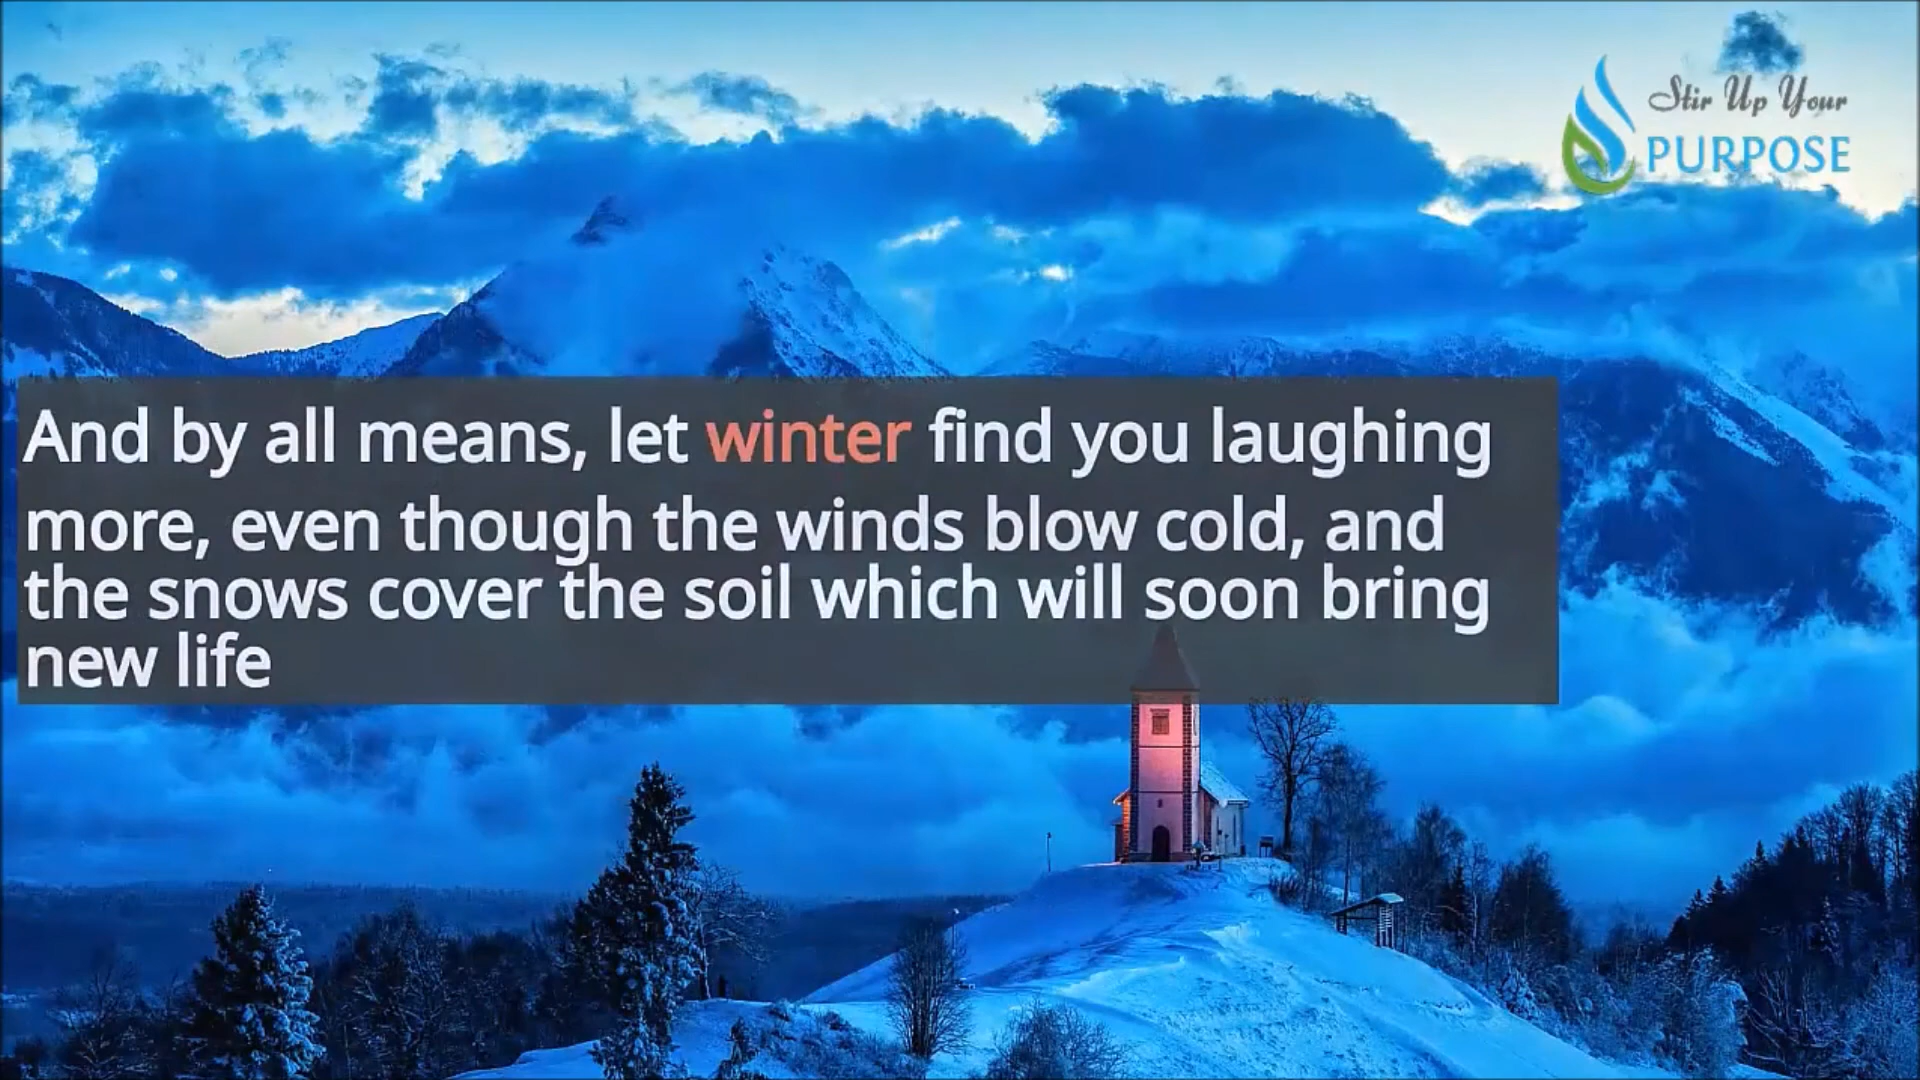 Stir Up Your
PURPOSE
And by all means, let winter find you laughing
more, even though the winds blow cold, and
the snows cover the soil which will soon bring
new life